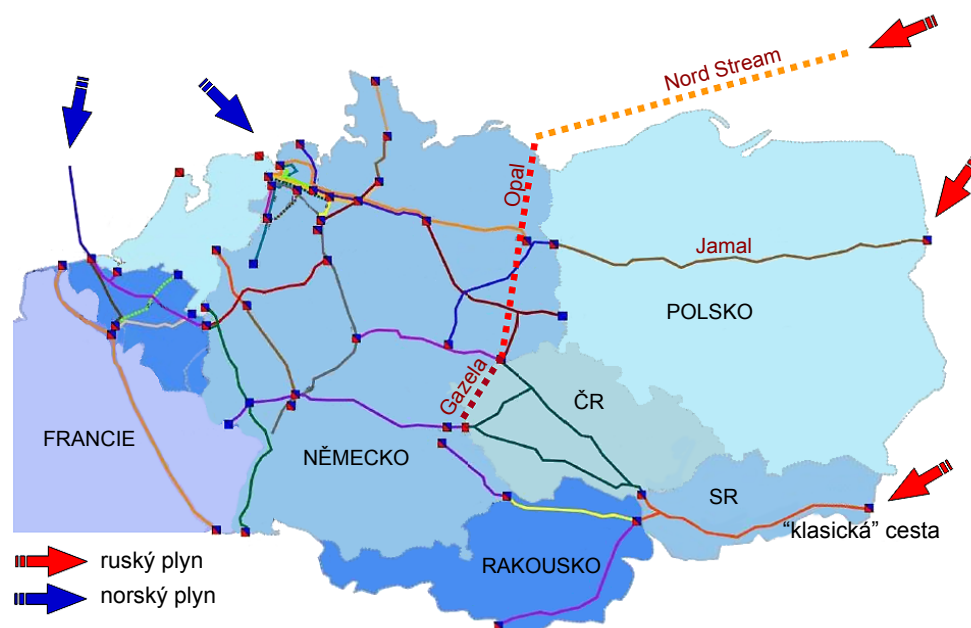 Nord Stream
Opal
Jamal
POLSKO
Gazela
ČR
FRANCIE
NĚMECKO
SR
"klasická" cesta
RAKOUSKO
ruský plyn
norský plyn